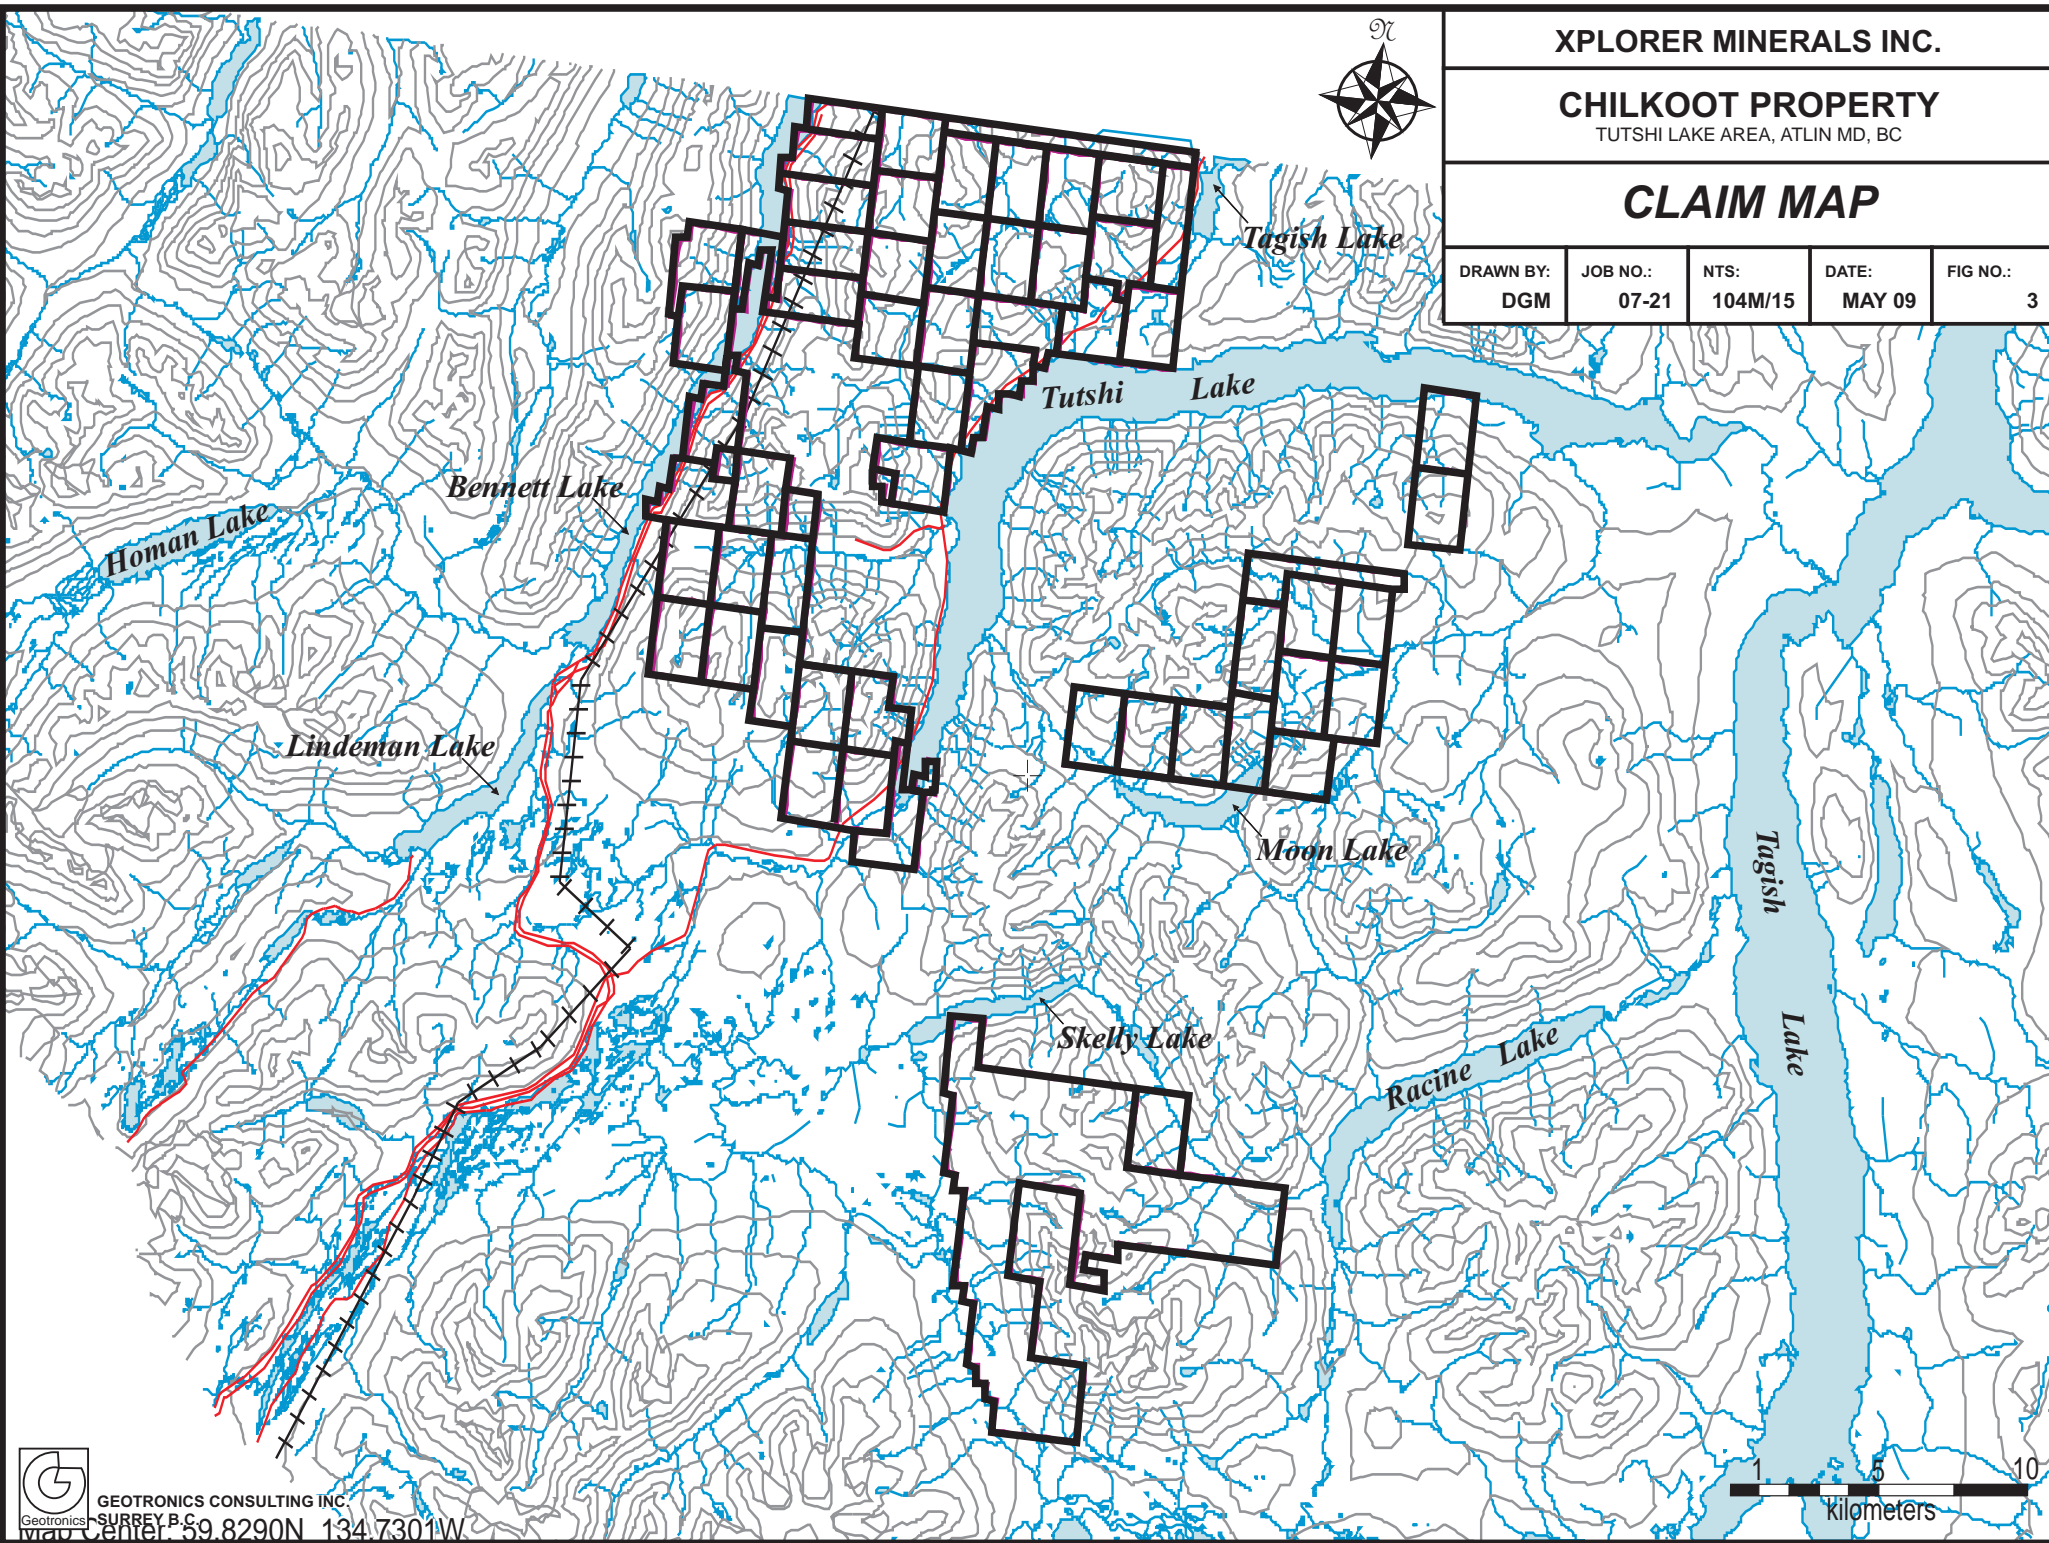 XPLORER MINERALS INC.
CHILKOOT PROPERTY
TUTSHI LAKE AREA, ATLIN MD, BC
CLAIM MAP
DRAWN BY: JOB NO.: NTS: DATE: FIG NO.:
DGM 07-21 104M/15 MAY 09 3
N
Tagish Lake
Tutshi Lake
Bennett Lake
Homan Lake
Lindeman Lake
Moon Lake
Tagish Lake
Skelly Lake
Racine Lake
1 5 10
kilometers
GEOTRONICS CONSULTING INC.
SURREY B.C.
Geotronics
Map Center: 59.8290N 134.7301W